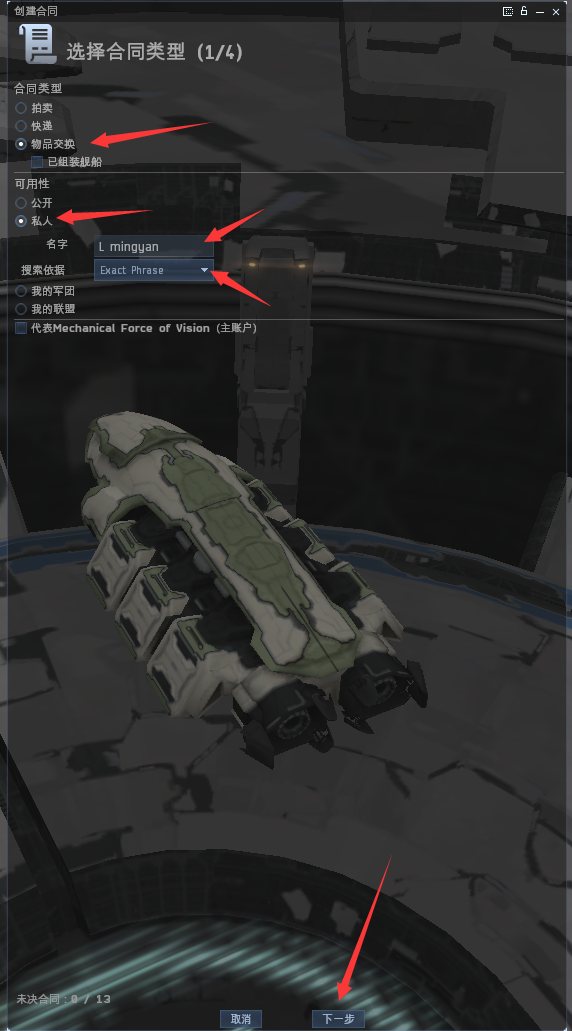 创建合同
选择合同类型 (1/4)
合同类型
拍卖
快递
物品交换
已组装舰船
可用性
公开
私人
名字 L mingyan
搜索依据 Exact Phrase
我的军团
我的联盟
代表Mechanical Force of Vision (主账户)
未决合同：0 / 13
取消 下一步